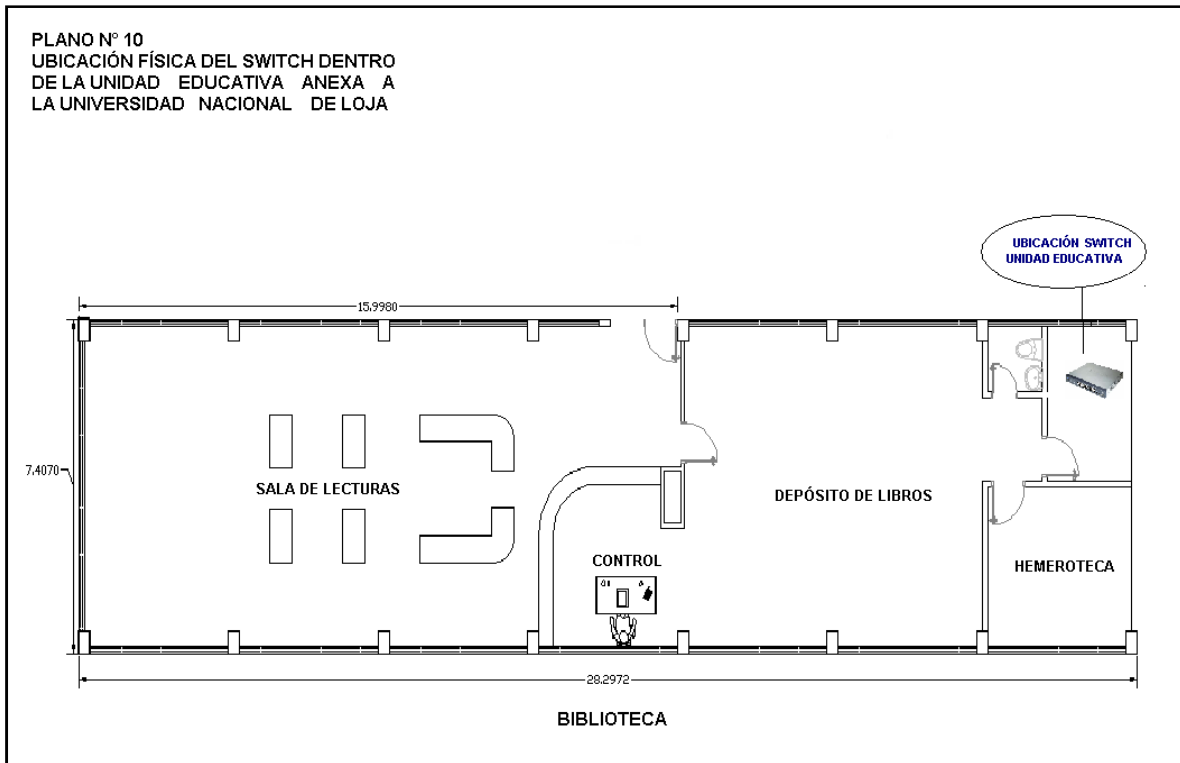 PLANO N° 10
UBICACIÓN FÍSICA DEL SWITCH DENTRO
DE LA UNIDAD EDUCATIVA ANEXA A
LA UNIVERSIDAD NACIONAL DE LOJA
UBICACIÓN SWITCH
UNIDAD EDUCATIVA
15.9980
7.4070
SALA DE LECTURAS
DEPÓSITO DE LIBROS
CONTROL
HEMEROTECA
28.2972
BIBLIOTECA